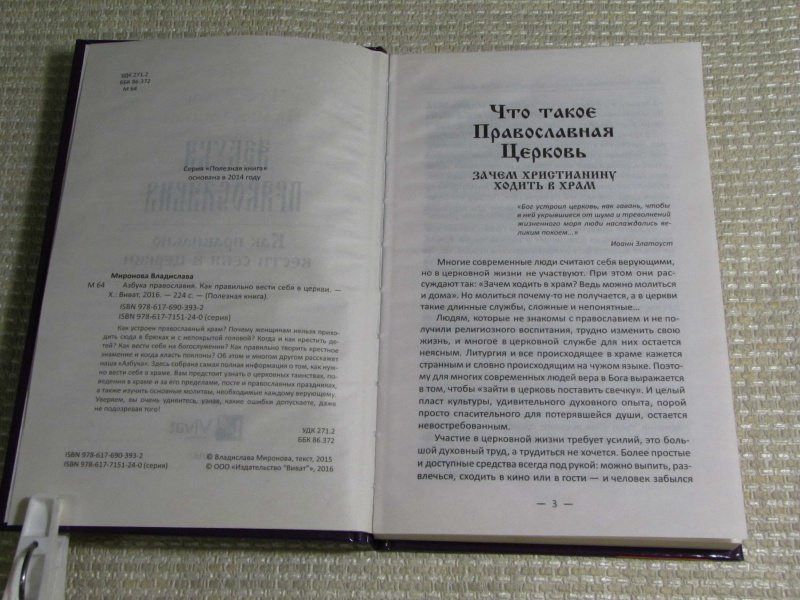 УДК 271.2
ББК 86.372
М 64
Серия «Полезная книга»
основана в 2014 году
Миронова Владислава
М 64 Азбука православия. Как правильно вести себя в церкви. —
Х.: Виват, 2016. — 224 с. — (Полезная книга).
ISBN 978-617-690-393-2
ISBN 978-617-7151-24-0 (серия)
Как устроен православный храм? Почему женщинам нельзя прихо-
дить сюда в брюках и с непокрытой головой? Когда и как крестить де-
тей? Как вести себя на богослужении? Как правильно творить крестное
знамение и когда класть поклоны? Об этом и многом другом расскажет
наша «Азбука». Здесь собрана самая полная информация о том, как нуж-
но вести себя в храме. Вам предстоит узнать о церковных таинствах, по-
ведении в храме и за его пределами, посте и православных праздниках,
а также изучить основные молитвы, необходимые каждому верующему.
Уверяем, вы очень удивитесь, узнав, какие ошибки допускаете, даже
не подозревая того!
УДК 271.2
ББК 86.372
ISBN 978-617-690-393-2
ISBN 978-617-7151-24-0 (серия)
© Владислава Миронова, текст, 2015
© ООО «Издательство "Виват"», 2016
Что такое
Православная
Церковь
зачем христианину
ходить в храм
«Бог устроил церковь, как гавань, чтобы
в ней укрывшиеся от шума и треволнений
жизненного моря люди наслаждались ве-
ликим покоем...»
Иоанн Златоуст
Многие современные люди считают себя верующими,
но в церковной жизни не участвуют. При этом они рас-
суждают так: «Зачем ходить в храм? Ведь можно молиться
и дома». Но молиться почему-то не получается, а в церкви
такие длинные службы, сложные и непонятные...
Людям, которые не знакомы с православием и не по-
лучили религиозного воспитания, трудно изменить свою
жизнь, и многое в церковной службе для них остается
неясным. Литургия и все происходящее в храме кажется
странным и словно происходящим на чужом языке. Поэто-
му для многих современных людей вера в Бога выражается
в том, чтобы «зайти в церковь поставить свечку». И целый
пласт культуры, удивительного духовного опыта, порой
просто спасительного для потерявшейся души, остается
невостребованным.
Участие в церковной жизни требует усилий, это боль-
шой духовный труд, а трудиться не хочется. Более простые
и доступные средства всегда под рукой: можно выпить, раз-
влечься, сходить в кино или в гости — и человек забылся
— 3 —